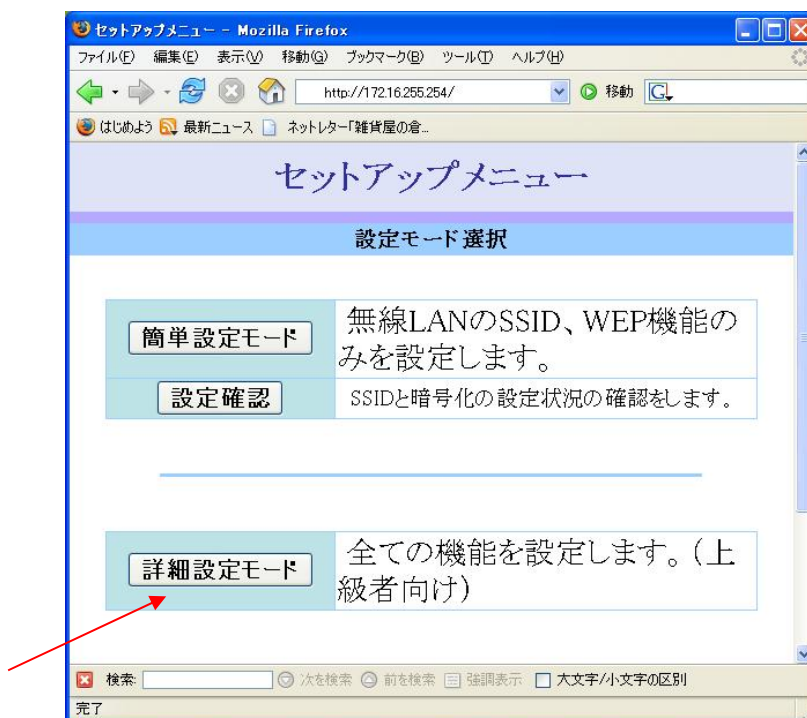 セットアップメニュー - Mozilla Firefox
ファイル(F) 編集(E) 表示(V) 移動(G) ブックマーク(B) ツール(T) ヘルプ(H)
http://172.16.255.254/ 移動 G
はじめよう 最新ニュース ネットレター「雑貨屋の倉...
セットアップメニュー
設定モード選択
簡単設定モード
無線LANのSSID、WEP機能の
みを設定します。
設定確認
SSIDと暗号化の設定状況の確認をします。
詳細設定モード
全ての機能を設定します。(上
級者向け)
検索: 次を検索 前を検索 強調表示 大文字/小文字の区別
完了